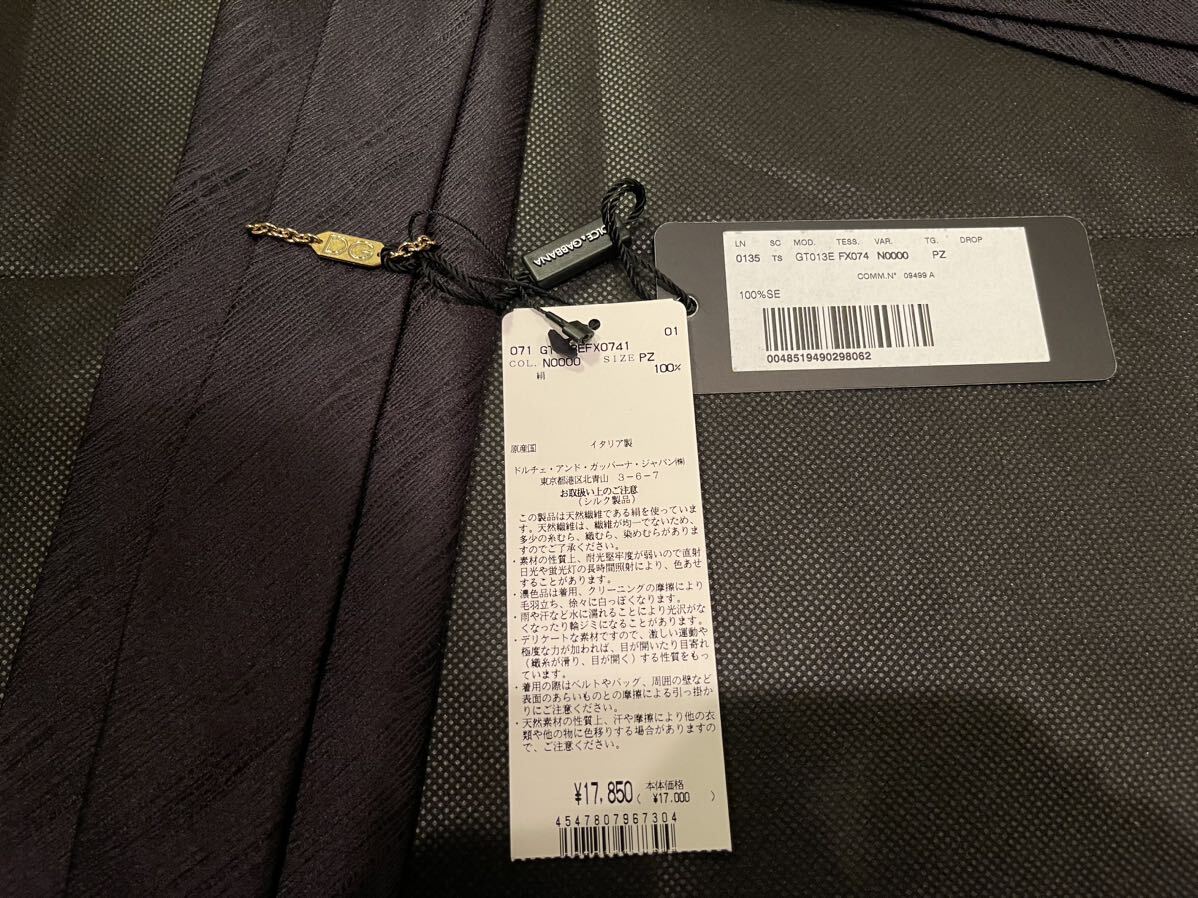 DG
DOLCE & GABBANA
LN SC MOD. TESS. VAR. TG. DROP
0135 TS GT013E FX074 N0000 PZ
COMM.N° 09499 A
100%SE
0048519490298062
01
071 GT013EFX0741
COL. N0000 SIZE PZ
絹 100%
原産国 イタリア製
ドルチェ・アンド・ガッバーナ・ジャパン㈱
東京都港区北青山 3-6-7
お取扱い上のご注意
(シルク製品)
この製品は天然繊維である絹を使っていま
す。天然繊維は、繊維が均一でないため、
多少の糸むら、織むら、染めむらがありま
すのでご了承ください。
・素材の性質上、耐光堅牢度が弱いので直射
日光や蛍光灯の長時間照射により、色あせ
することがあります。
・濃色品は着用、クリーニングの摩擦により
毛羽立ち、徐々に白っぽくなります。
・雨や汗など水に濡れることにより光沢がな
くなったり輪ジミになることがあります。
・デリケートな素材ですので、激しい運動や
極度な力が加われば、目が開いたり目寄れ
(織糸が滑り、目が開く)する性質をもっ
ています。
・着用の際はベルトやバッグ、周囲の壁など
表面のあらいものとの摩擦による引っ掛か
りにご注意ください。
・天然素材の性質上、汗や摩擦により他の衣
類や他の物に色移りする場合がありますの
で、ご注意ください。
¥17,850 ( 本体価格 ¥17,000 )
4547807967304